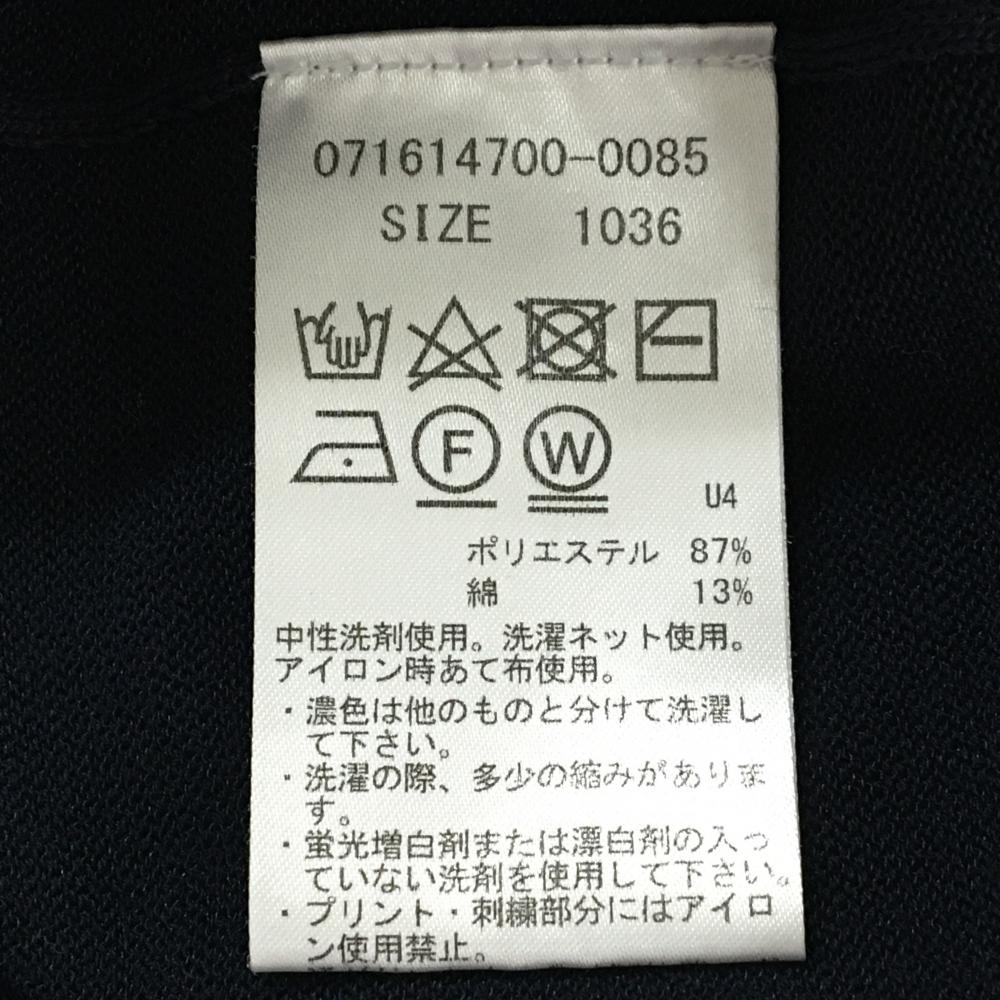 071614700-0085
SIZE 1036
F W
U4
ポリエステル 87%
綿 13%
中性洗剤使用。洗濯ネット使用。
アイロン時あて布使用。
・濃色は他のものと分けて洗濯し
て下さい。
・洗濯の際、多少の縮みがありま
す。
・蛍光増白剤または漂白剤の入っ
ていない洗剤を使用して下さい。
・プリント・刺繍部分にはアイロ
ン使用禁止。